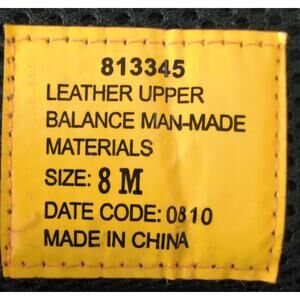 813345
LEATHER UPPER
BALANCE MAN-MADE
MATERIALS
SIZE: 8 M
DATE CODE: 0810
MADE IN CHINA